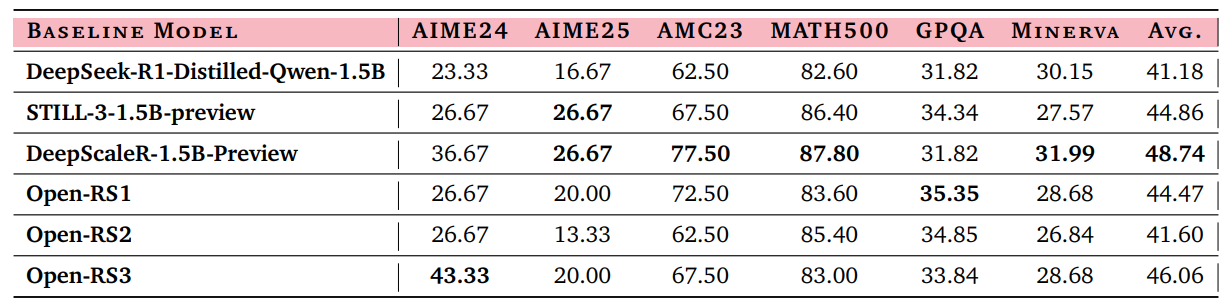 BASELINE MODEL AIME24 AIME25 AMC23 MATH500 GPQA MINERVA AVG.
DeepSeek-R1-Distilled-Qwen-1.5B 23.33 16.67 62.50 82.60 31.82 30.15 41.18
STILL-3-1.5B-preview 26.67 26.67 67.50 86.40 34.34 27.57 44.86
DeepScaleR-1.5B-Preview 36.67 26.67 77.50 87.80 31.82 31.99 48.74
Open-RS1 26.67 20.00 72.50 83.60 35.35 28.68 44.47
Open-RS2 26.67 13.33 62.50 85.40 34.85 26.84 41.60
Open-RS3 43.33 20.00 67.50 83.00 33.84 28.68 46.06